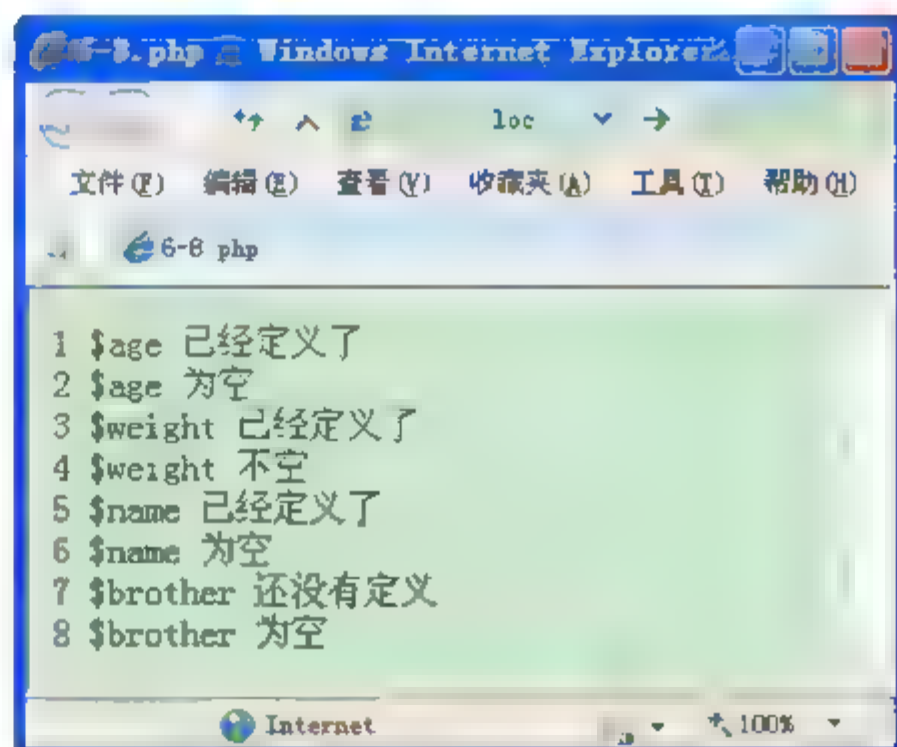 6-8.php - Windows Internet Explorer
loc
文件(F) 编辑(E) 查看(V) 收藏夹(A) 工具(T) 帮助(H)
6-8 php
1 $age 已经定义了
2 $age 为空
3 $weight 已经定义了
4 $weight 不空
5 $name 已经定义了
6 $name 为空
7 $brother 还没有定义
8 $brother 为空
Internet 100%